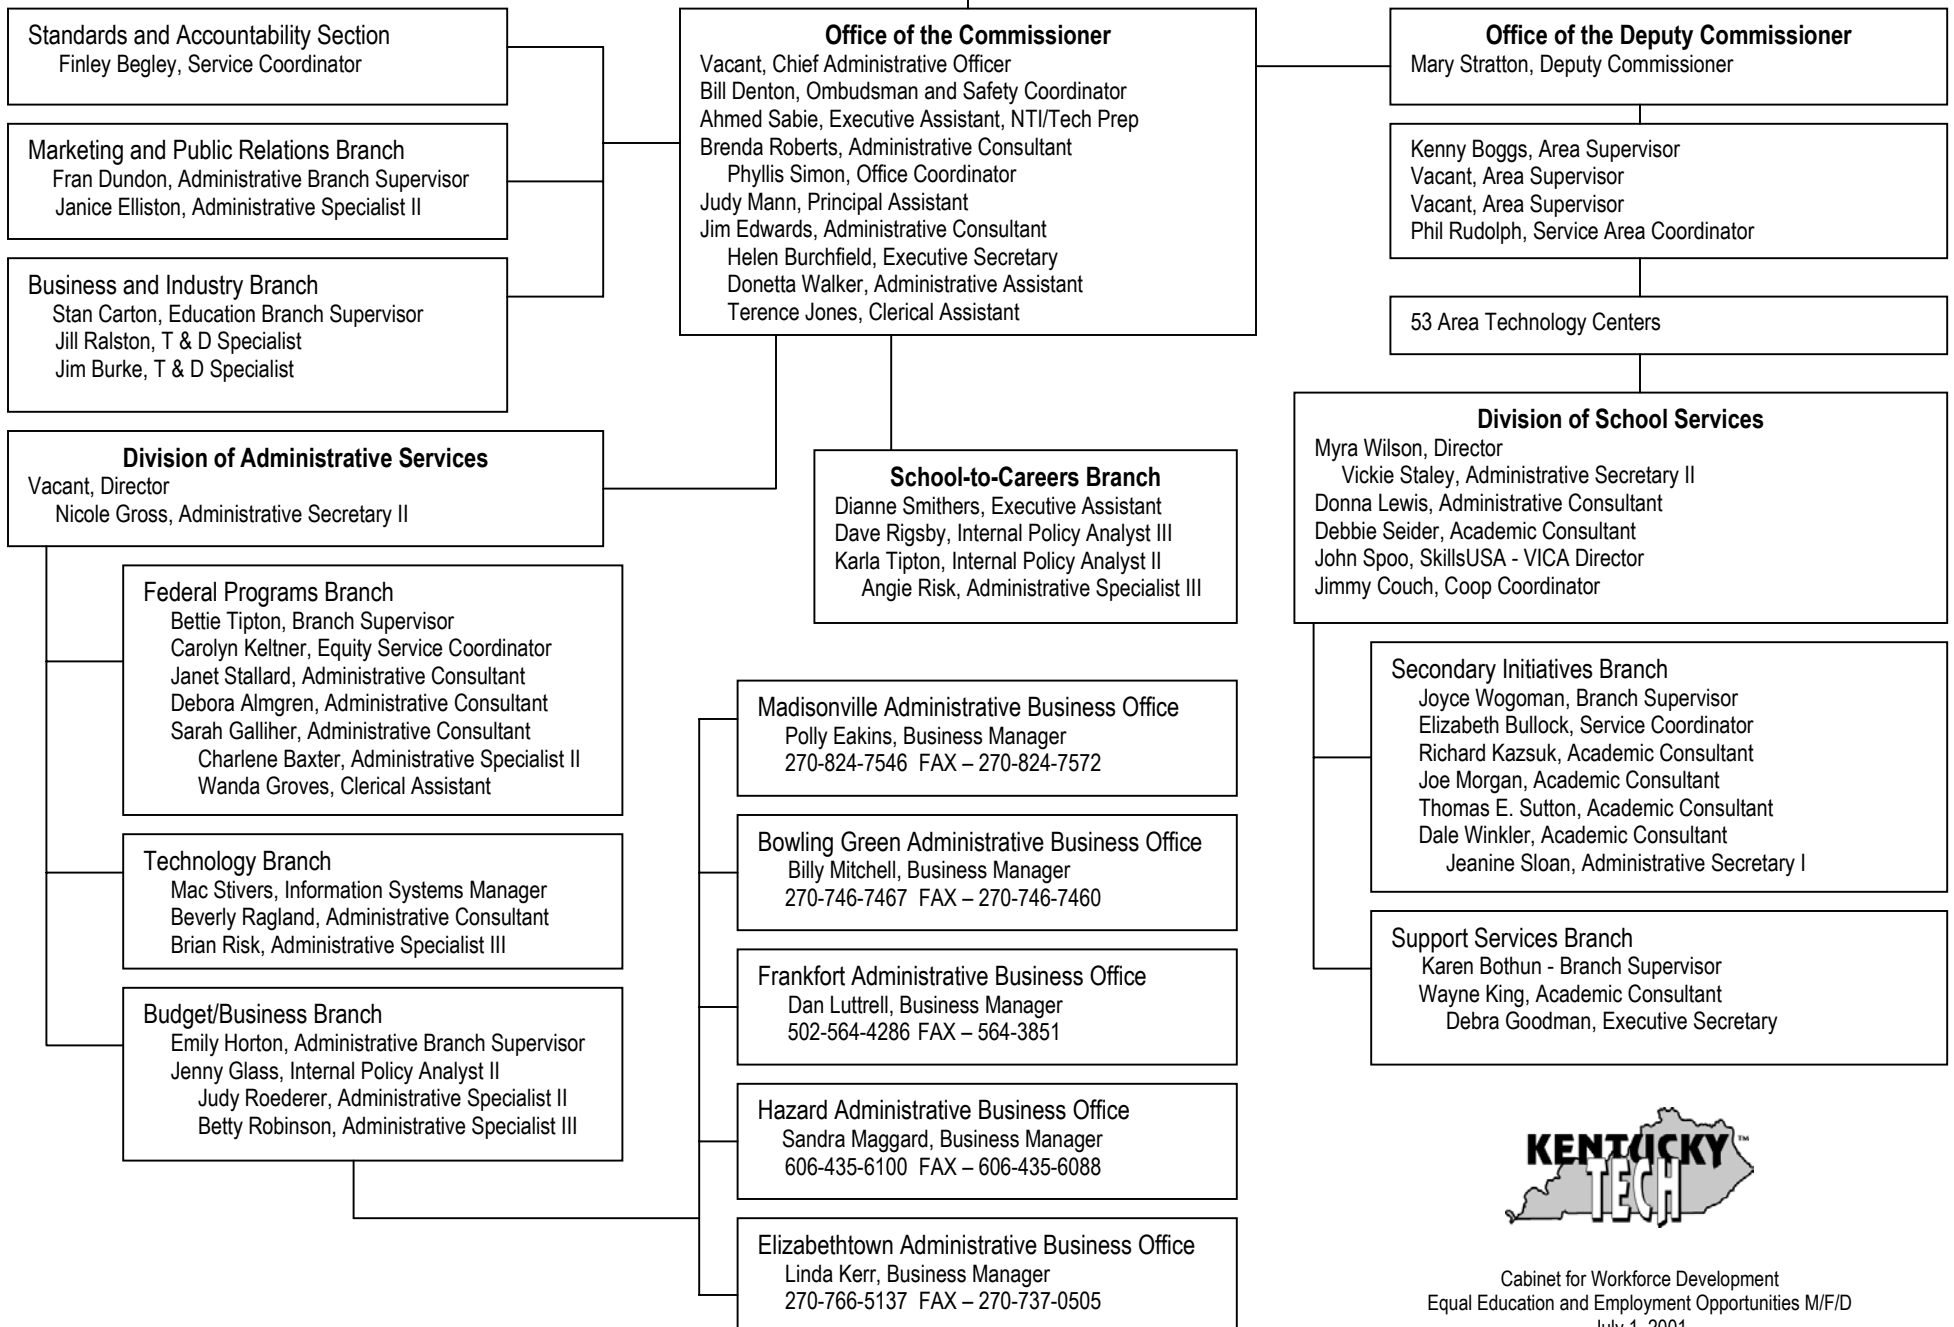 Standards and Accountability Section
Finley Begley, Service Coordinator
Marketing and Public Relations Branch
Fran Dundon, Administrative Branch Supervisor
Janice Elliston, Administrative Specialist II
Business and Industry Branch
Stan Carton, Education Branch Supervisor
Jill Ralston, T & D Specialist
Jim Burke, T & D Specialist
Office of the Commissioner
Vacant, Chief Administrative Officer
Bill Denton, Ombudsman and Safety Coordinator
Ahmed Sabie, Executive Assistant, NTI/Tech Prep
Brenda Roberts, Administrative Consultant
Phyllis Simon, Office Coordinator
Judy Mann, Principal Assistant
Jim Edwards, Administrative Consultant
Helen Burchfield, Executive Secretary
Donetta Walker, Administrative Assistant
Terence Jones, Clerical Assistant
Office of the Deputy Commissioner
Mary Stratton, Deputy Commissioner
Kenny Boggs, Area Supervisor
Vacant, Area Supervisor
Vacant, Area Supervisor
Phil Rudolph, Service Area Coordinator
53 Area Technology Centers
Division of Administrative Services
Vacant, Director
Nicole Gross, Administrative Secretary II
School-to-Careers Branch
Dianne Smithers, Executive Assistant
Dave Rigsby, Internal Policy Analyst III
Karla Tipton, Internal Policy Analyst II
Angie Risk, Administrative Specialist III
Division of School Services
Myra Wilson, Director
Vickie Staley, Administrative Secretary II
Donna Lewis, Administrative Consultant
Debbie Seider, Academic Consultant
John Spoo, SkillsUSA - VICA Director
Jimmy Couch, Coop Coordinator
Federal Programs Branch
Bettie Tipton, Branch Supervisor
Carolyn Keltner, Equity Service Coordinator
Janet Stallard, Administrative Consultant
Debora Almgren, Administrative Consultant
Sarah Galliher, Administrative Consultant
Charlene Baxter, Administrative Specialist II
Wanda Groves, Clerical Assistant
Technology Branch
Mac Stivers, Information Systems Manager
Beverly Ragland, Administrative Consultant
Brian Risk, Administrative Specialist III
Budget/Business Branch
Emily Horton, Administrative Branch Supervisor
Jenny Glass, Internal Policy Analyst II
Judy Roederer, Administrative Specialist II
Betty Robinson, Administrative Specialist III
Madisonville Administrative Business Office
Polly Eakins, Business Manager
270-824-7546 FAX – 270-824-7572
Bowling Green Administrative Business Office
Billy Mitchell, Business Manager
270-746-7467 FAX – 270-746-7460
Frankfort Administrative Business Office
Dan Luttrell, Business Manager
502-564-4286 FAX – 564-3851
Hazard Administrative Business Office
Sandra Maggard, Business Manager
606-435-6100 FAX – 606-435-6088
Elizabethtown Administrative Business Office
Linda Kerr, Business Manager
270-766-5137 FAX – 270-737-0505
Secondary Initiatives Branch
Joyce Wogoman, Branch Supervisor
Elizabeth Bullock, Service Coordinator
Richard Kazsuk, Academic Consultant
Joe Morgan, Academic Consultant
Thomas E. Sutton, Academic Consultant
Dale Winkler, Academic Consultant
Jeanine Sloan, Administrative Secretary I
Support Services Branch
Karen Bothun - Branch Supervisor
Wayne King, Academic Consultant
Debra Goodman, Executive Secretary
KENTUCKY™
TECH
Cabinet for Workforce Development
Equal Education and Employment Opportunities M/F/D
July 1, 2001